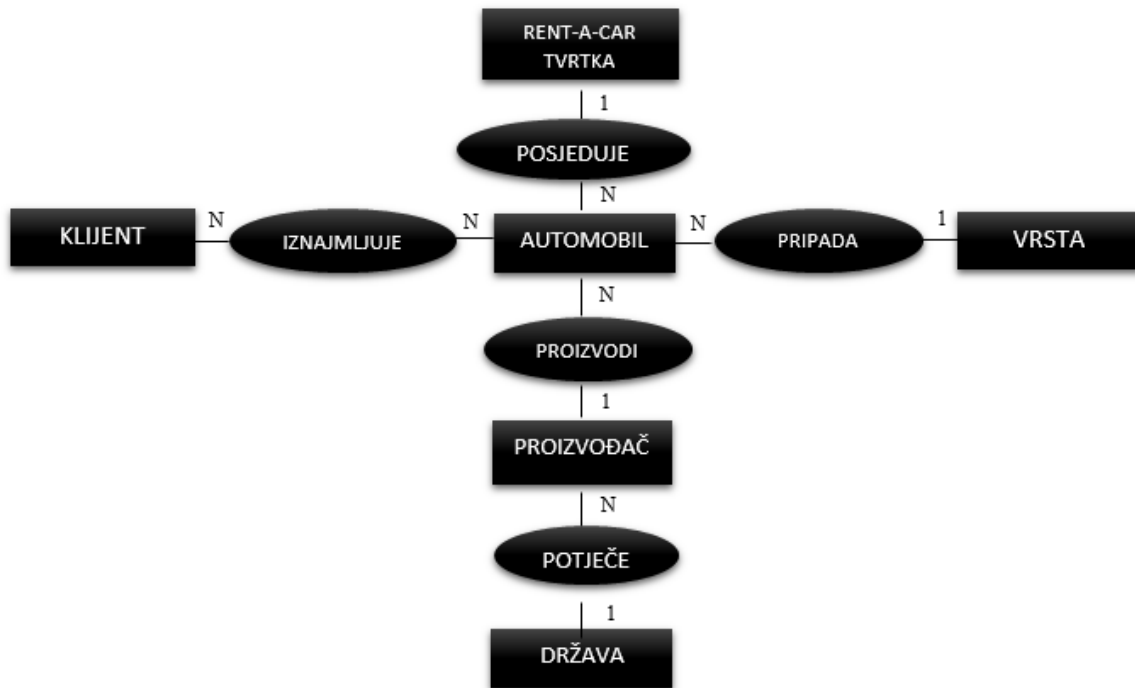 RENT-A-CAR
TVRTKA
1
POSJEDUJE
N
KLIJENT N IZNAJMLJUJE N AUTOMOBIL N PRIPADA 1 VRSTA
N
PROIZVODI
1
PROIZVOĐAČ
N
POTJEČE
1
DRŽAVA